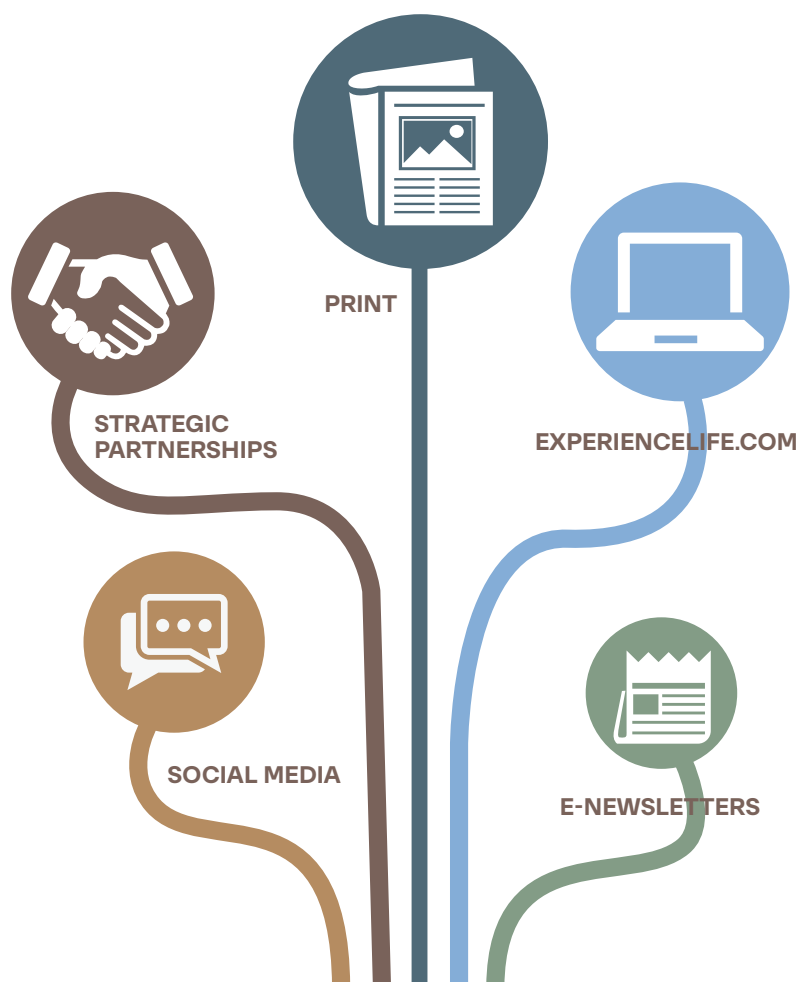 PRINT
STRATEGIC
PARTNERSHIPS
EXPERIENCELIFE.COM
SOCIAL MEDIA
E-NEWSLETTERS